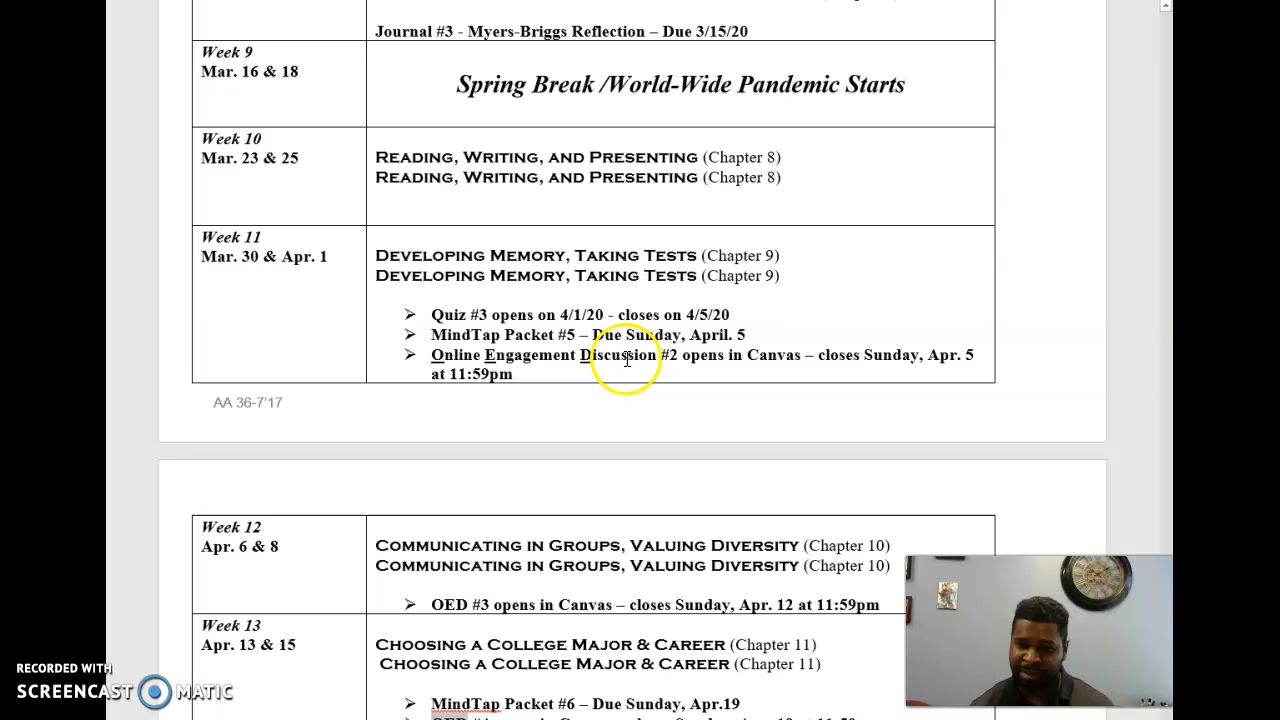 Journal #3 - Myers-Briggs Reflection – Due 3/15/20
Week 9
Mar. 16 & 18
Spring Break /World-Wide Pandemic Starts
Week 10
Mar. 23 & 25
Reading, Writing, and Presenting (Chapter 8)
Reading, Writing, and Presenting (Chapter 8)
Week 11
Mar. 30 & Apr. 1
Developing Memory, Taking Tests (Chapter 9)
Developing Memory, Taking Tests (Chapter 9)
➢ Quiz #3 opens on 4/1/20 - closes on 4/5/20
➢ MindTap Packet #5 – Due Sunday, April. 5
➢ Online Engagement Discussion #2 opens in Canvas – closes Sunday, Apr. 5
at 11:59pm
AA 36-7'17
Week 12
Apr. 6 & 8
Communicating in Groups, Valuing Diversity (Chapter 10)
Communicating in Groups, Valuing Diversity (Chapter 10)
➢ OED #3 opens in Canvas – closes Sunday, Apr. 12 at 11:59pm
Week 13
Apr. 13 & 15
Choosing a College Major & Career (Chapter 11)
Choosing a College Major & Career (Chapter 11)
➢ MindTap Packet #6 – Due Sunday, Apr.19
RECORDED WITH
SCREENCAST MATIC